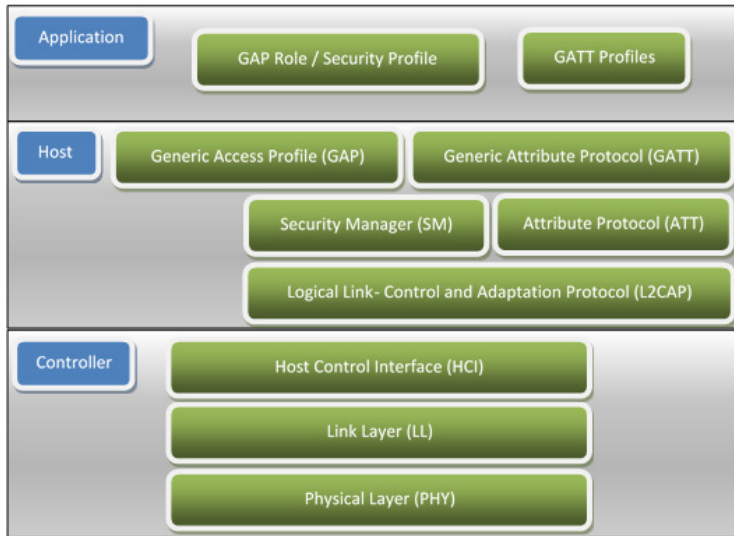 Application
GAP Role / Security Profile
GATT Profiles
Host
Generic Access Profile (GAP)
Generic Attribute Protocol (GATT)
Security Manager (SM)
Attribute Protocol (ATT)
Logical Link- Control and Adaptation Protocol (L2CAP)
Controller
Host Control Interface (HCI)
Link Layer (LL)
Physical Layer (PHY)